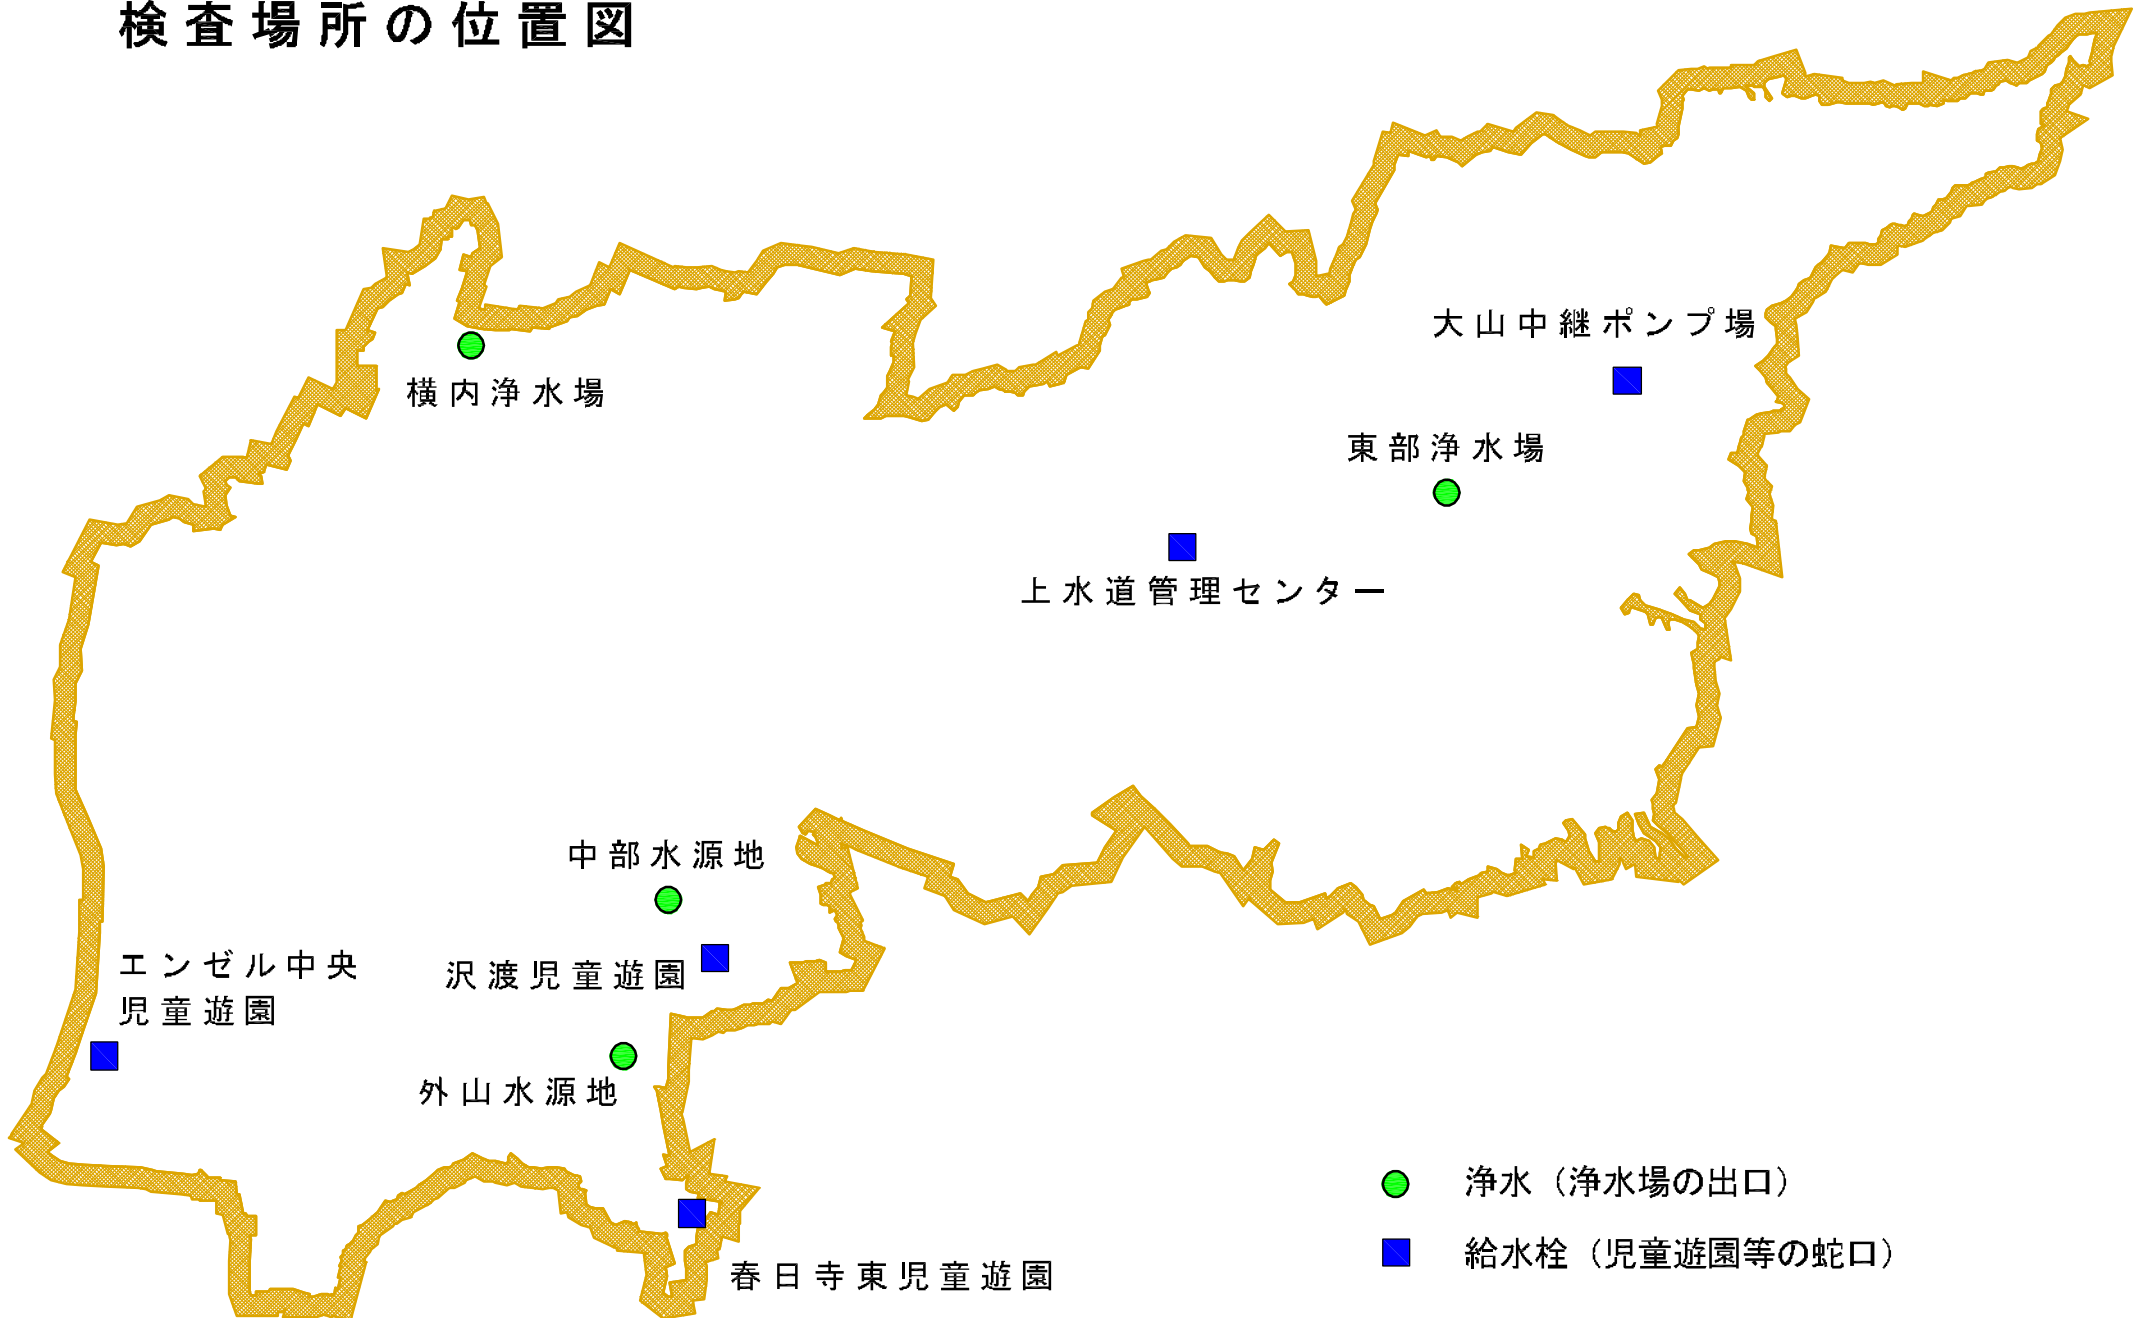 検査場所の位置図
大山中継ポンプ場
横内浄水場
東部浄水場
上水道管理センター
中部水源地
沢渡児童遊園
エンゼル中央
児童遊園
外山水源地
浄水（浄水場の出口）
給水栓（児童遊園等の蛇口）
春日寺東児童遊園